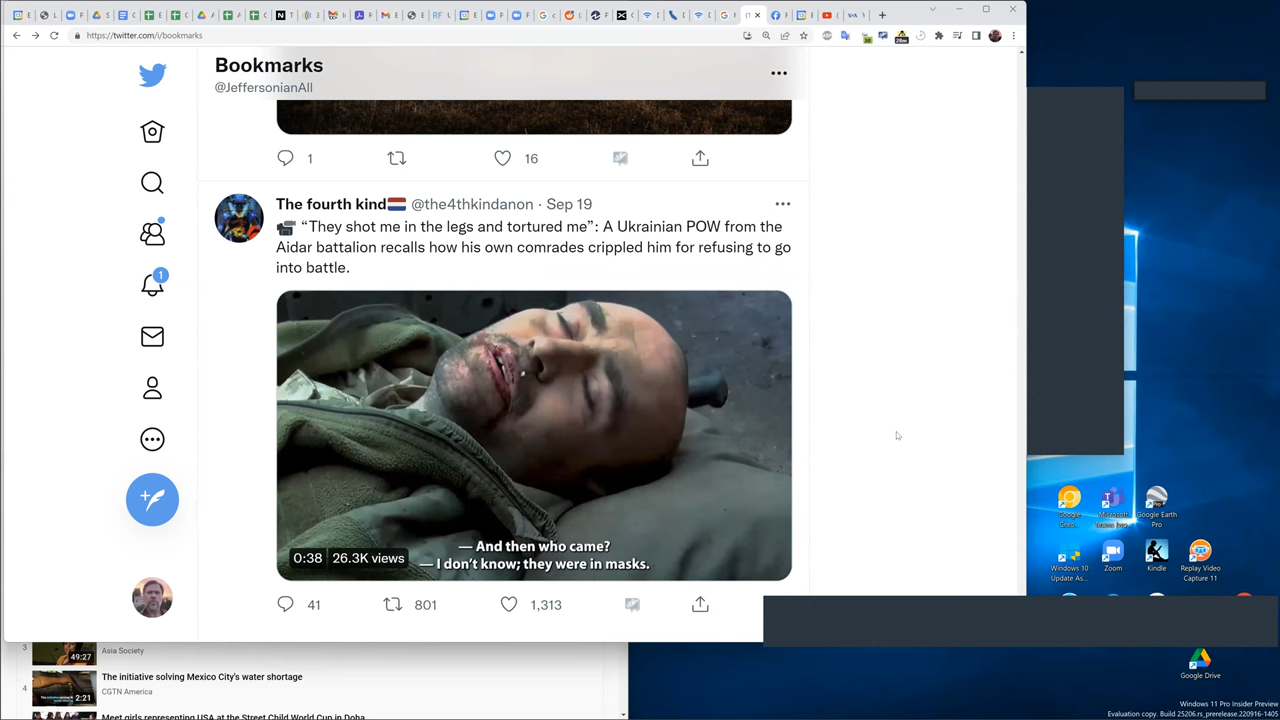 https://twitter.com/i/bookmarks
28m
Bookmarks
@JeffersonianAll
1
16
The fourth kind @the4thkindanon · Sep 19
“They shot me in the legs and tortured me”: A Ukrainian POW from the
Aidar battalion recalls how his own comrades crippled him for refusing to go
into battle.
1
— And then who came?
— I don’t know; they were in masks.
0:38
26.3K views
41
801
1,313
Google Earth
Pro
Windows 10
Update As...
Zoom
Kindle
Replay Video
Capture 11
Google Drive
3
49:27
Asia Society
4
2:21
The initiative solving Mexico City's water shortage
CGTN America
Meet girls representing USA at the Street Child World Cup in Doha
Windows 11 Pro Insider Preview
Evaluation copy. Build 25206.rs_prerelease.220916-1405